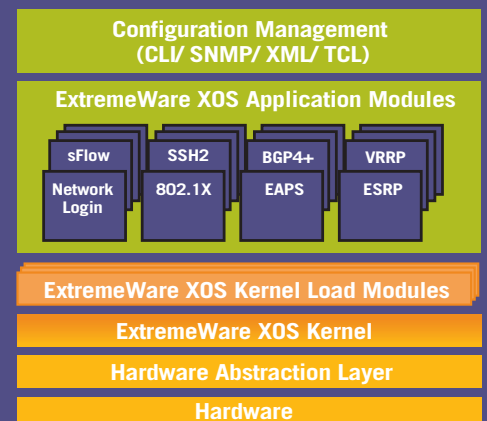 Configuration Management
(CLI/ SNMP/ XML/ TCL)
ExtremeWare XOS Application Modules
sFlow
SSH2
BGP4+
VRRP
Network
Login
802.1X
EAPS
ESRP
ExtremeWare XOS Kernel Load Modules
ExtremeWare XOS Kernel
Hardware Abstraction Layer
Hardware